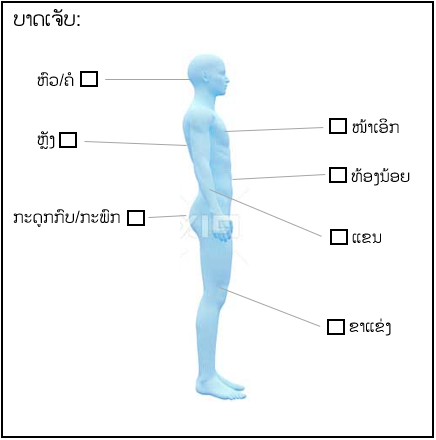 ບາດເຈັບ:
ຫົວ/ຄໍ
ໜ້າເອິກ
ຫຼັງ
ທ້ອງນ້ອຍ
ກະດູກກົບ/ກະພົກ
ແຂນ
ຂາແຂ່ງ